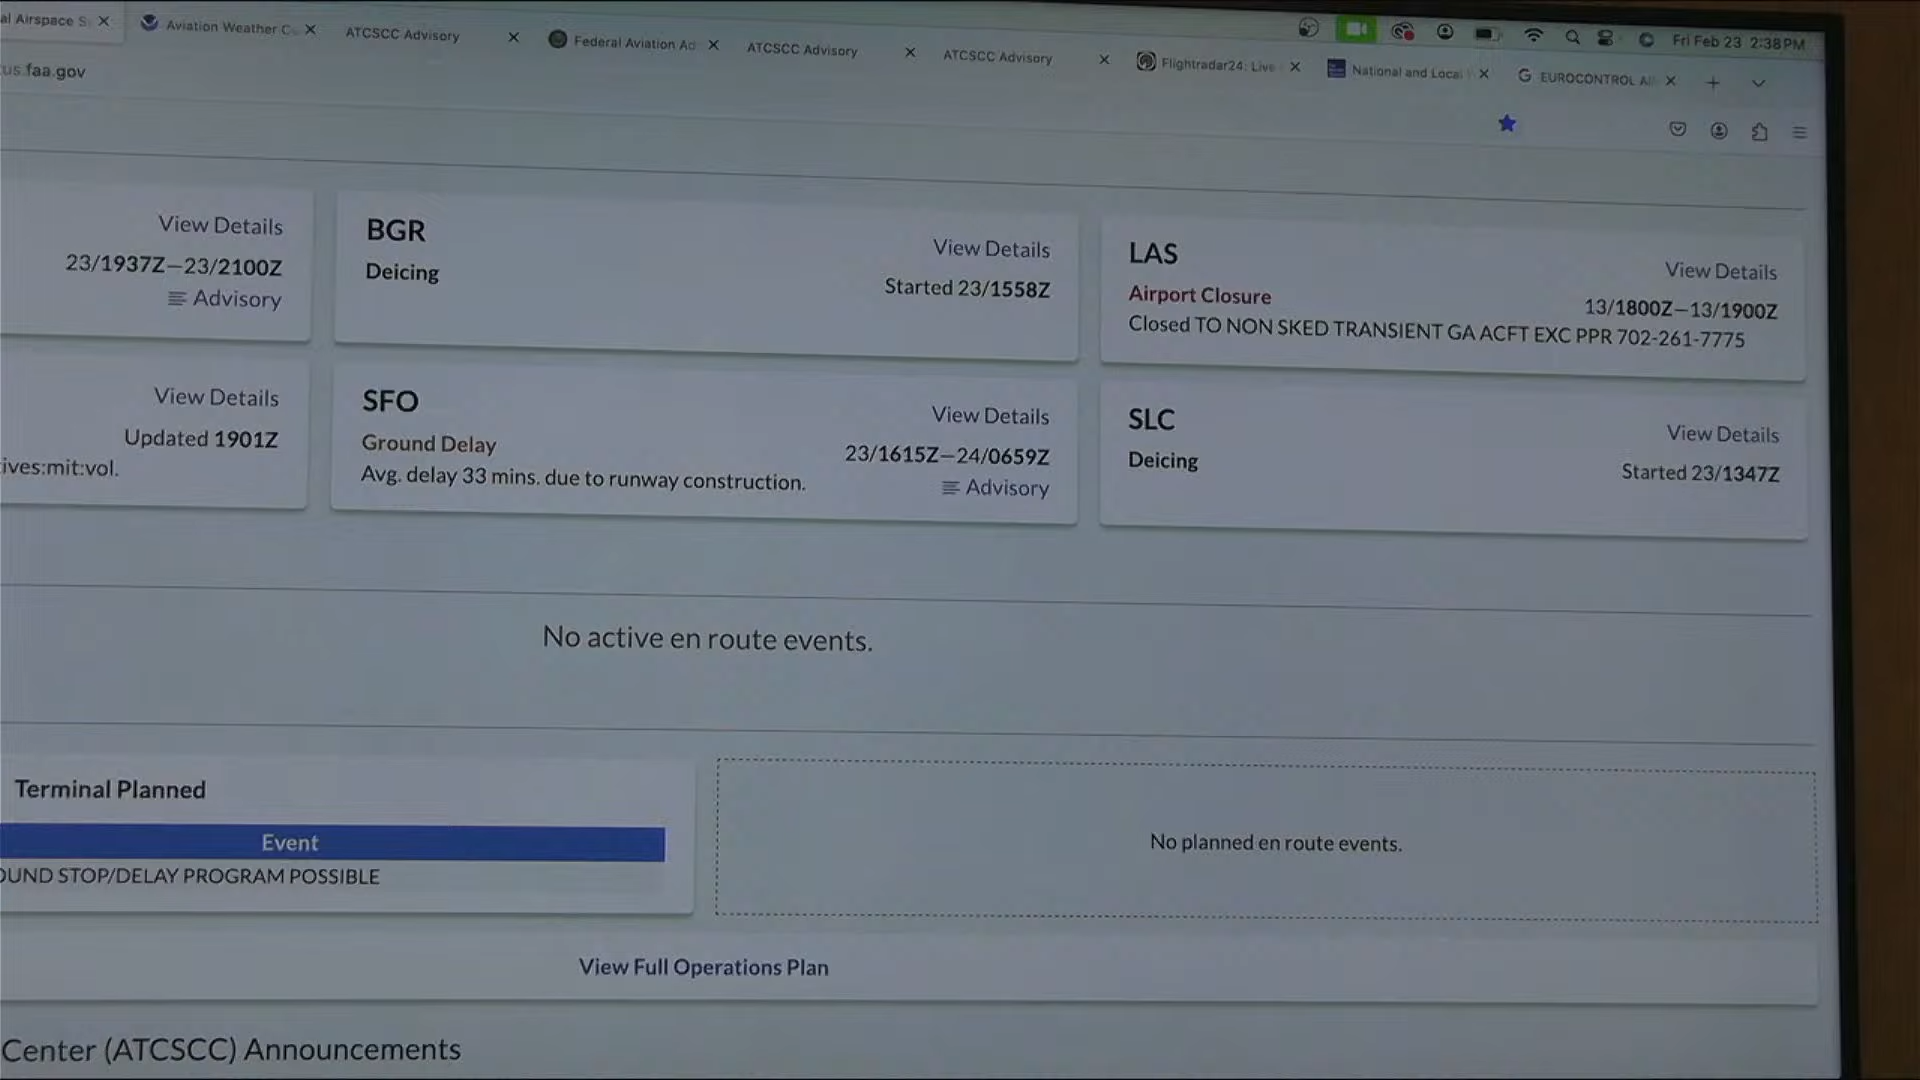 al Airspace S
Aviation Weather C
ATCSCC Advisory
Federal Aviation Ad
ATCSCC Advisory
ATCSCC Advisory
Flightradar24: Live
National and Local
EUROCONTROL
Fri Feb 23 2:38PM
us.faa.gov
View Details
23/1937Z—23/2100Z
Advisory
BGR
View Details
Deicing
Started 23/1558Z
LAS
View Details
Airport Closure
13/1800Z—13/1900Z
Closed TO NON SKED TRANSIENT GA ACFT EXC PPR 702-261-7775
View Details
Updated 1901Z
ives:mit:vol.
SFO
View Details
Ground Delay
23/1615Z—24/0659Z
Avg. delay 33 mins. due to runway construction.
Advisory
SLC
View Details
Deicing
Started 23/1347Z
No active en route events.
Terminal Planned
Event
OUND STOP/DELAY PROGRAM POSSIBLE
No planned en route events.
View Full Operations Plan
Center (ATCSCC) Announcements